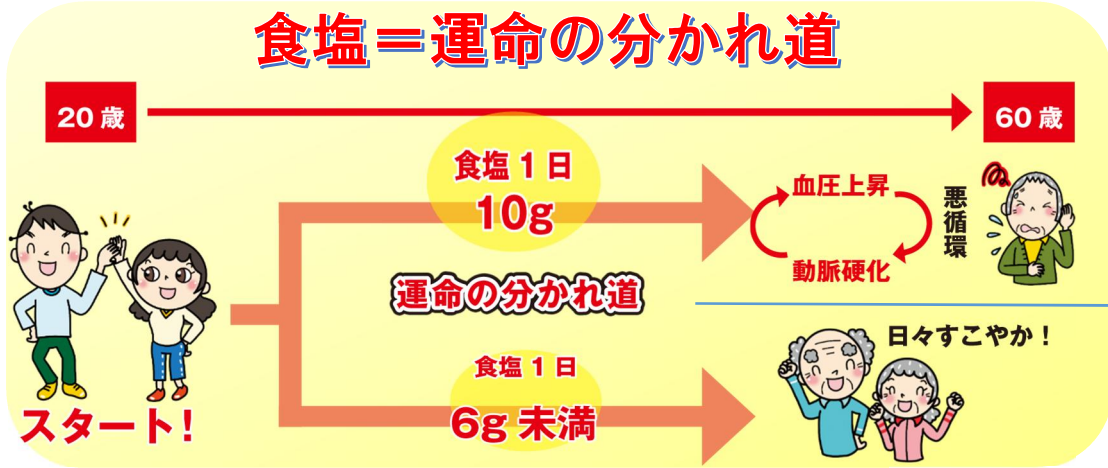 食塩＝運命の分かれ道
20歳
60歳
食塩1日
10g
血圧上昇
動脈硬化
悪循環
運命の分かれ道
スタート!
食塩1日
6g未満
日々すこやか!